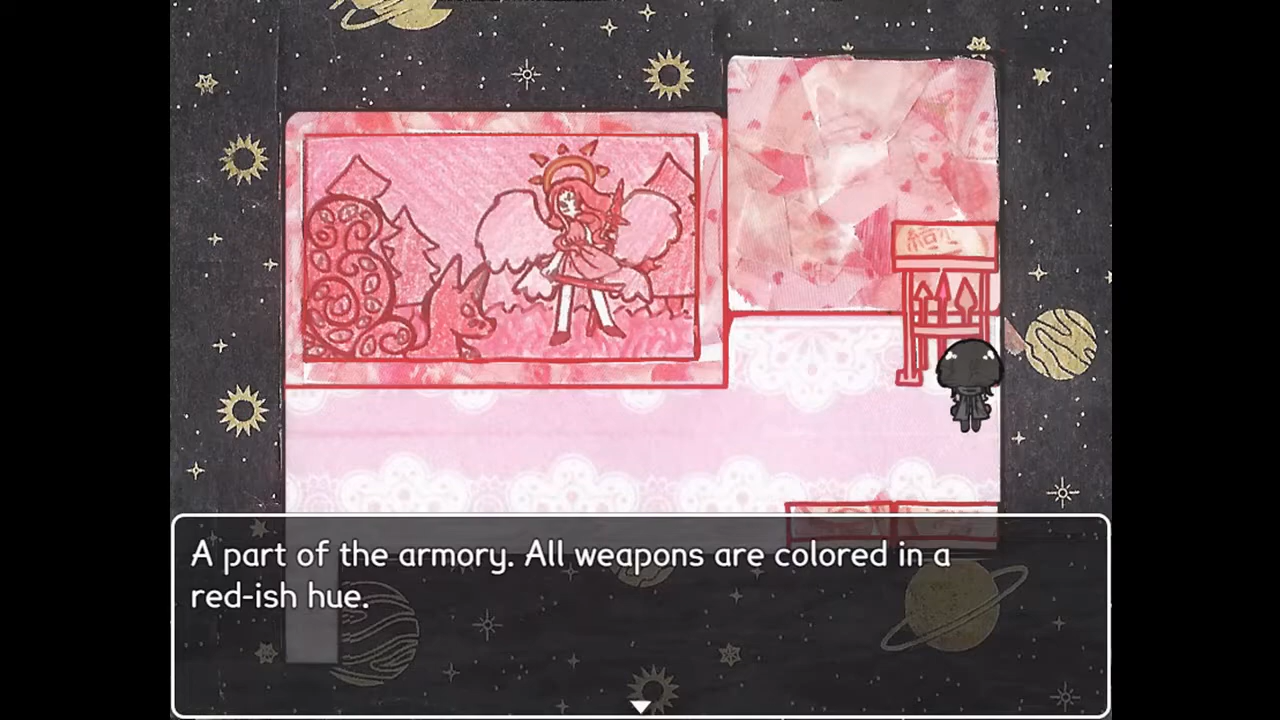 A part of the armory. All weapons are colored in a
red-ish hue.